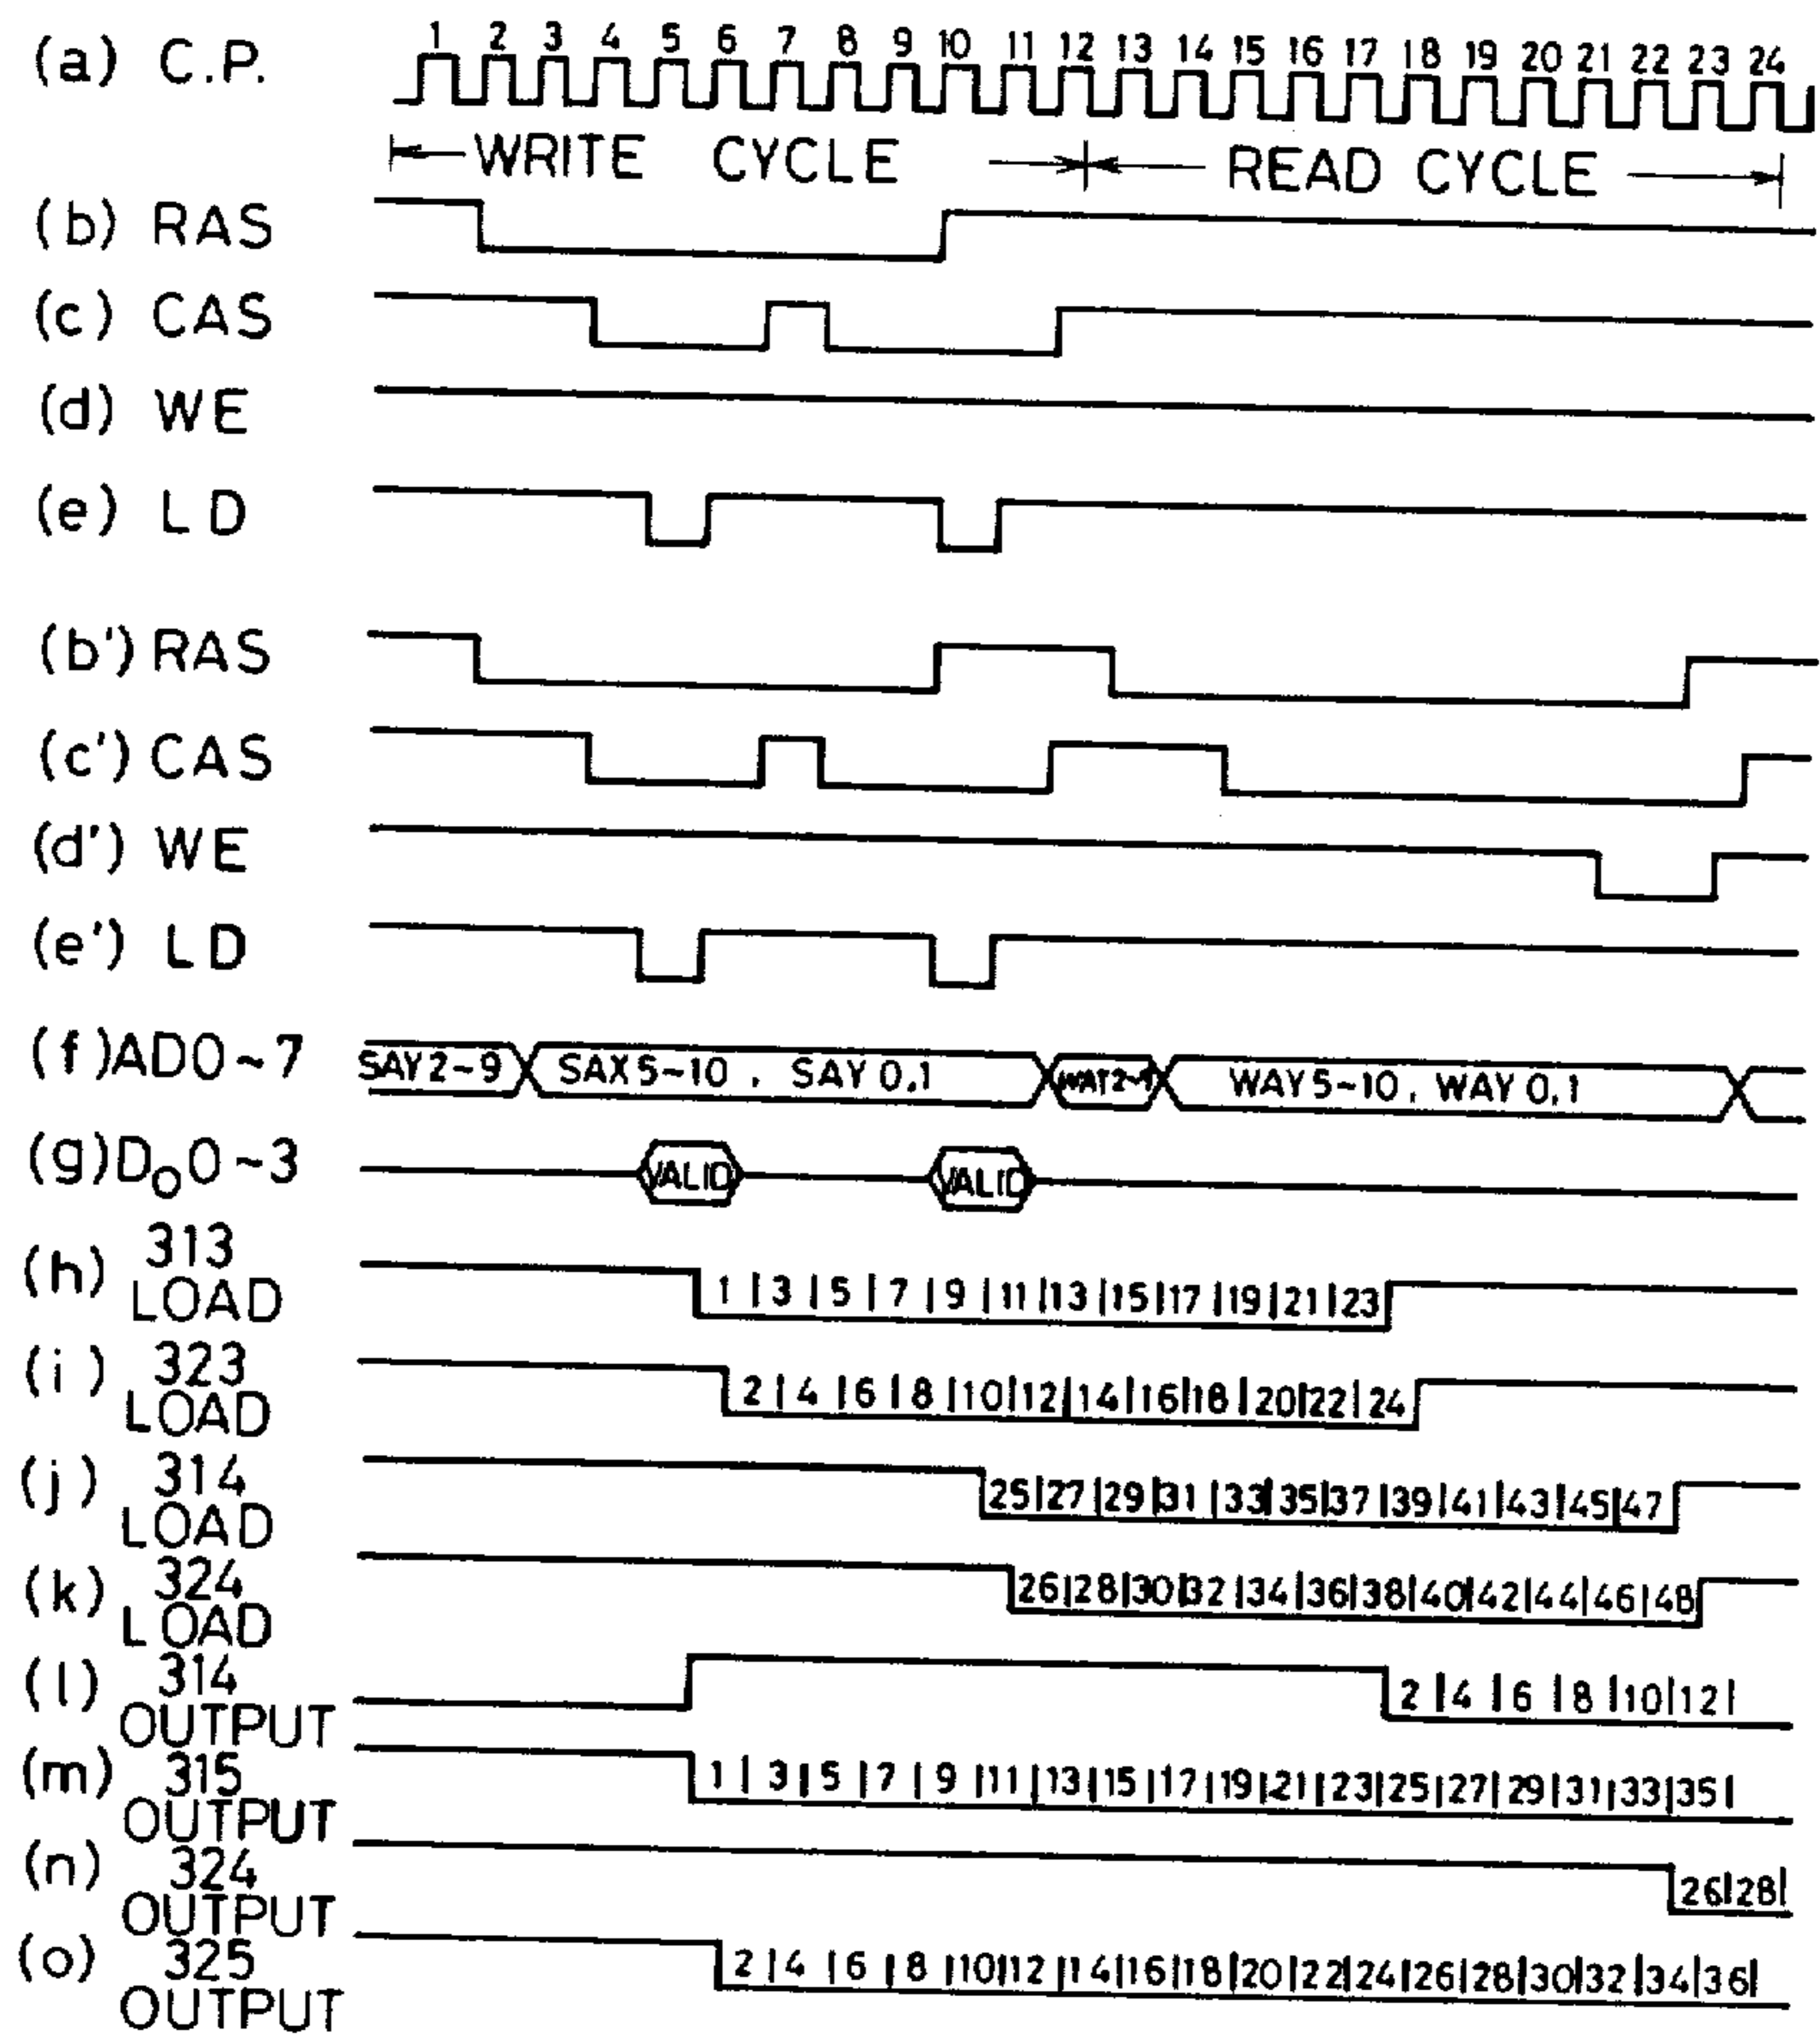 (a) C.P. 1 2 3 4 5 6 7 8 9 10 11 12 13 14 15 16 17 18 19 20 21 22 23 24
WRITE CYCLE READ CYCLE
(b) RAS
(c) CAS
(d) WE
(e) LD
(b') RAS
(c') CAS
(d') WE
(e') LD
(f) AD0~7 SAY2~9 SAX5~10 , SAY 0,1 WAY5~10, WAY 0,1
(g) DO0~3 VALID VALID
(h) 313
LOAD 1 3 5 7 9 11 13 15 17 19 21 23
(i) 323
LOAD 2 4 6 8 10 12 14 16 18 20 22 24
(j) 314
LOAD 25 27 29 31 33 35 37 39 41 43 45 47
(k) 324
LOAD 26 28 30 32 34 36 38 40 42 44 46 48
(l) 314
OUTPUT 2 4 6 8 10 12
(m) 315
OUTPUT 1 3 5 7 9 11 13 15 17 19 21 23 25 27 29 31 33 35
(n) 324
OUTPUT 26 28
(o) 325
OUTPUT 2 4 6 8 10 12 14 16 18 20 22 24 26 28 30 32 34 36